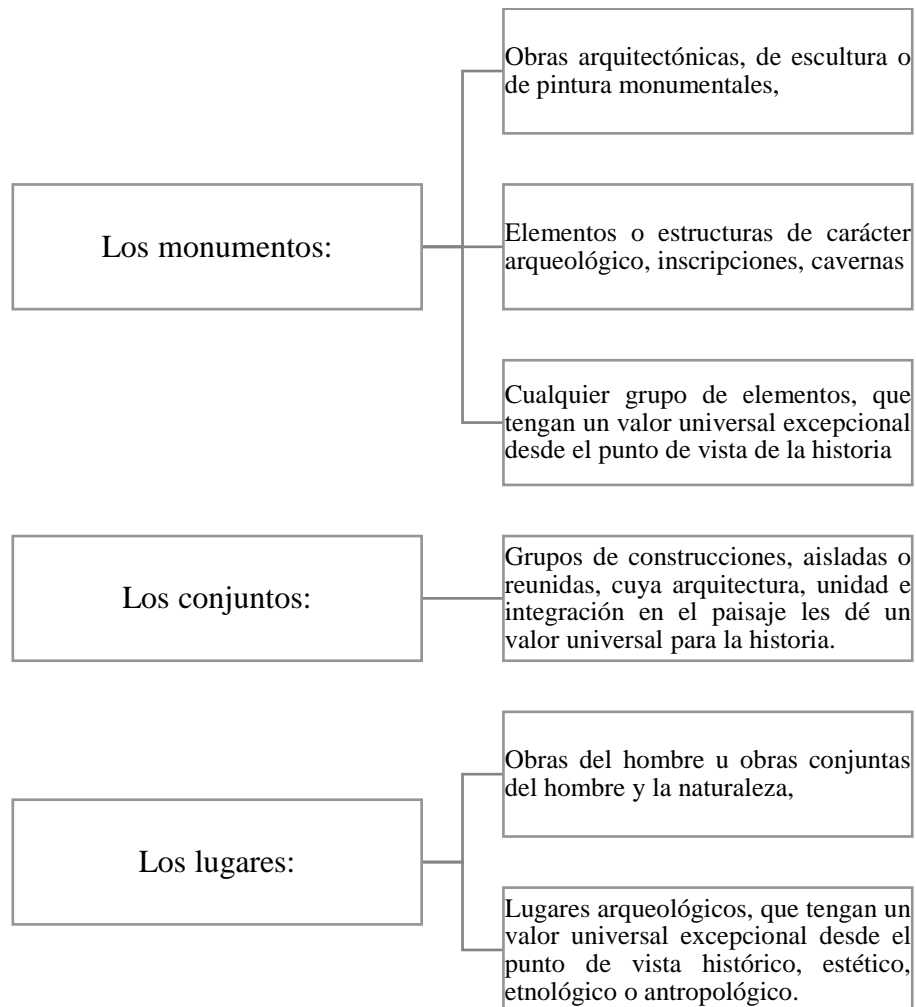 Los monumentos:
Obras arquitectónicas, de escultura o
de pintura monumentales,
Elementos o estructuras de carácter
arqueológico, inscripciones, cavernas
Cualquier grupo de elementos, que
tengan un valor universal excepcional
desde el punto de vista de la historia
Los conjuntos:
Grupos de construcciones, aisladas o
reunidas, cuya arquitectura, unidad e
integración en el paisaje les dé un
valor universal para la historia.
Los lugares:
Obras del hombre u obras conjuntas
del hombre y la naturaleza,
Lugares arqueológicos, que tengan un
valor universal excepcional desde el
punto de vista histórico, estético,
etnológico o antropológico.